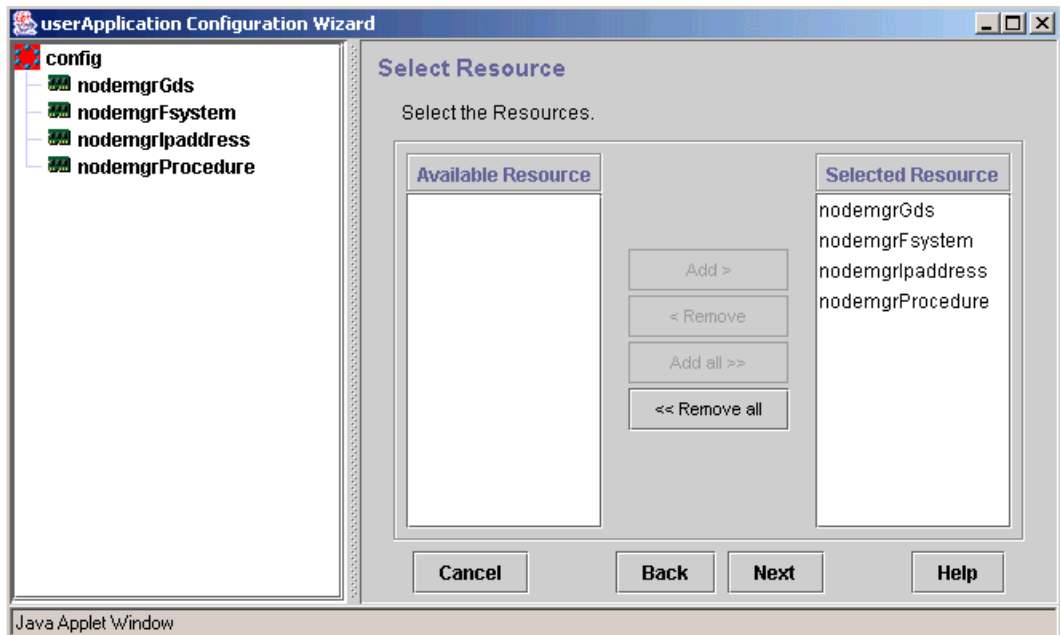 userApplication Configuration Wizard
config
nodemgrGds
nodemgrFsystem
nodemgrIpaddress
nodemgrProcedure
Select Resource
Select the Resources.
Available Resource
Selected Resource
nodemgrGds
nodemgrFsystem
nodemgrIpaddress
nodemgrProcedure
Add >
< Remove
Add all >>
<< Remove all
Cancel
Back
Next
Help
Java Applet Window